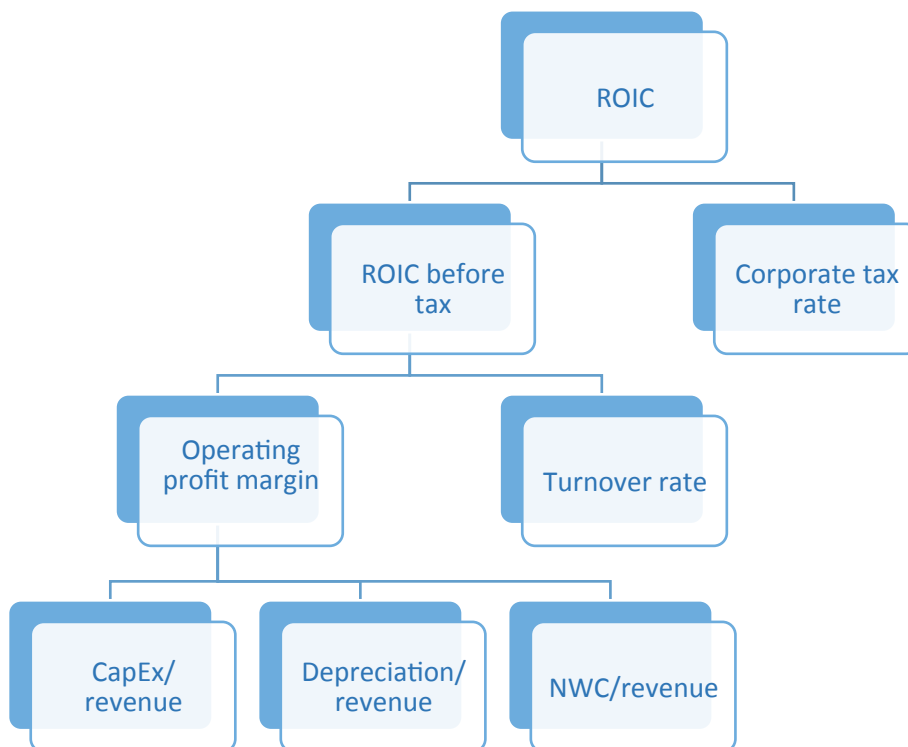 ROIC
ROIC before
tax
Corporate tax
rate
Operating
profit margin
Turnover rate
CapEx/
revenue
Depreciation/
revenue
NWC/revenue